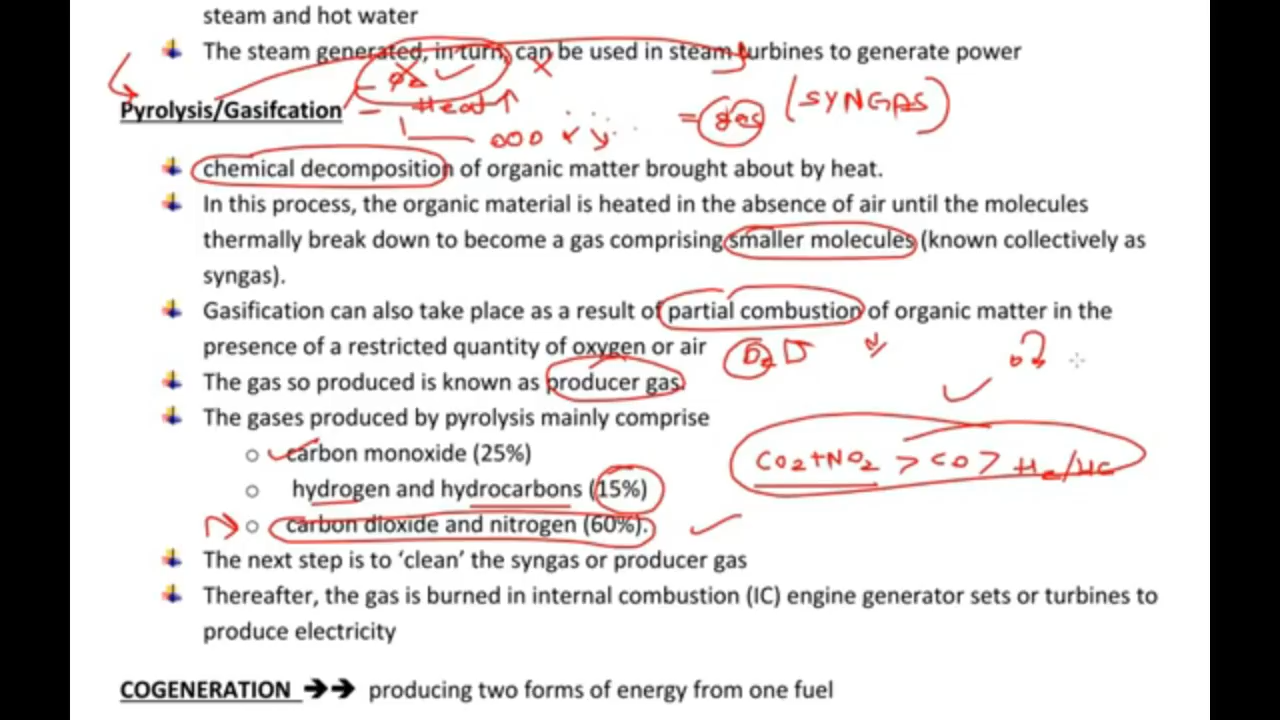 steam and hot water
The steam generated, in turn, can be used in steam turbines to generate power
Pyrolysis/Gasifcation
Heat
= gas (SYNGAS)
chemical decomposition of organic matter brought about by heat.
In this process, the organic material is heated in the absence of air until the molecules
thermally break down to become a gas comprising smaller molecules (known collectively as
syngas).
Gasification can also take place as a result of partial combustion of organic matter in the
presence of a restricted quantity of oxygen or air
The gas so produced is known as producer gas.
The gases produced by pyrolysis mainly comprise
carbon monoxide (25%)
CO2+NO2 > CO > H2/HC
hydrogen and hydrocarbons (15%)
carbon dioxide and nitrogen (60%).
The next step is to ‘clean’ the syngas or producer gas
Thereafter, the gas is burned in internal combustion (IC) engine generator sets or turbines to
produce electricity
COGENERATION ➔➔ producing two forms of energy from one fuel